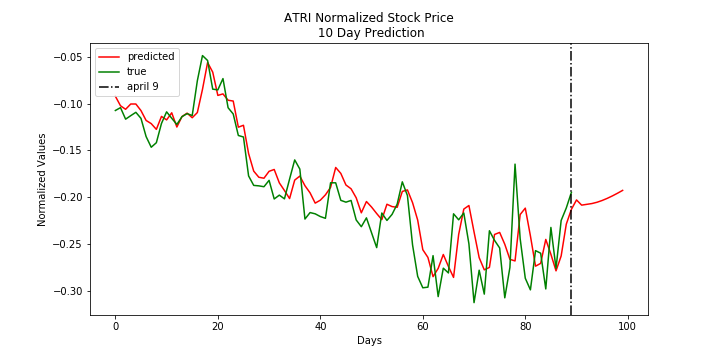 ATRI Normalized Stock Price
10 Day Prediction
predicted
true
april 9
Normalized Values
−0.05
−0.10
−0.15
−0.20
−0.25
−0.30
0
20
40
60
80
100
Days